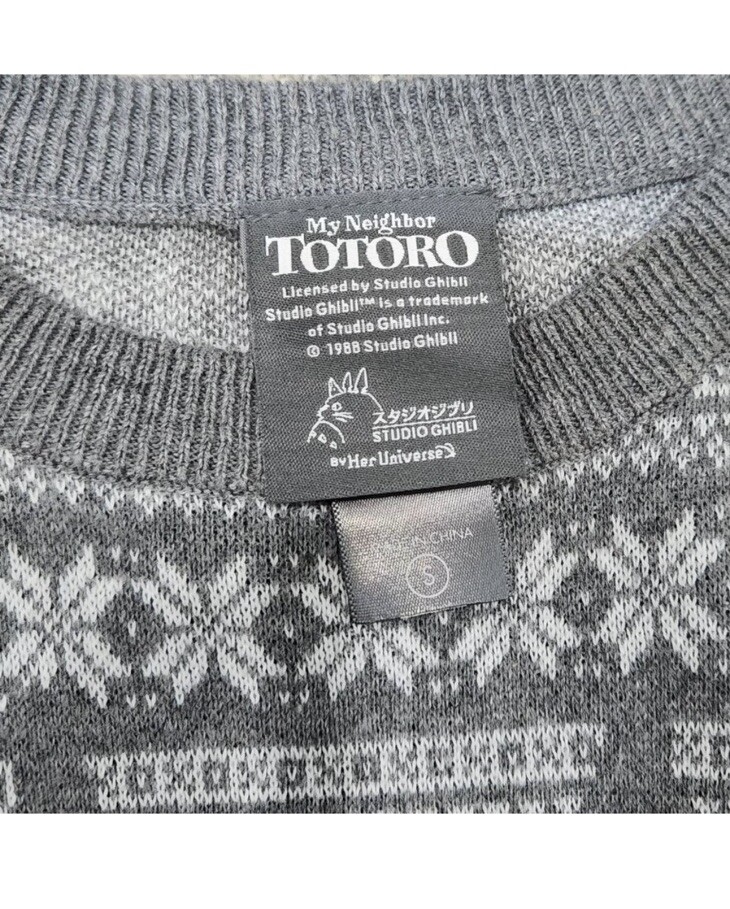 My Neighbor
TOTORO
Licensed by Studio Ghibli
Studio Ghibli™ is a trademark
of Studio Ghibli Inc.
© 1988 Studio Ghibli
スタジオジブリ
STUDIO GHIBLI
BY Her Universe
MADE IN CHINA
S